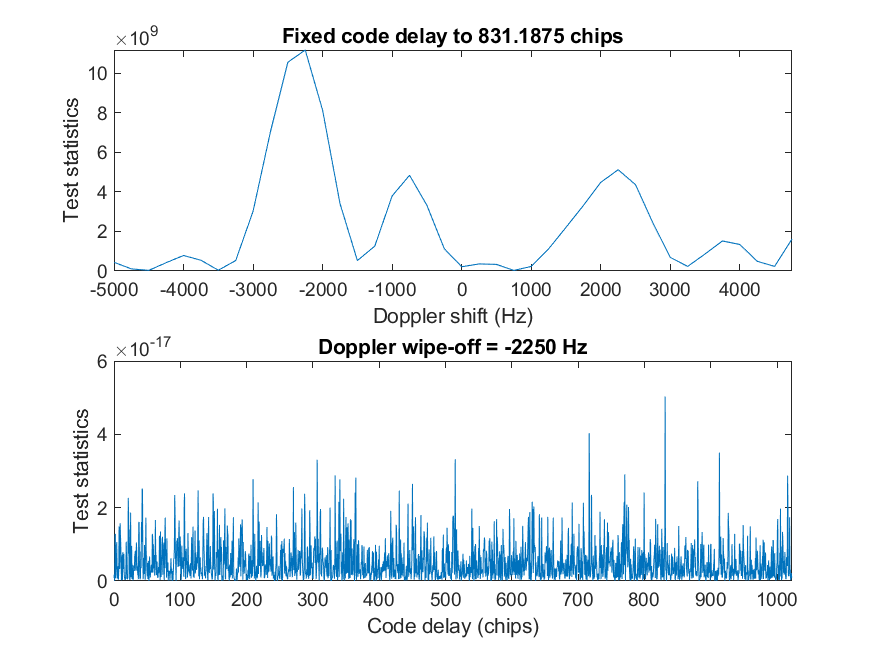 ×10^9
Fixed code delay to 831.1875 chips
10
8
6
4
2
0
Test statistics
-5000 -4000 -3000 -2000 -1000 0 1000 2000 3000 4000
Doppler shift (Hz)
×10^-17
Doppler wipe-off = -2250 Hz
6
4
2
0
Test statistics
0 100 200 300 400 500 600 700 800 900 1000
Code delay (chips)